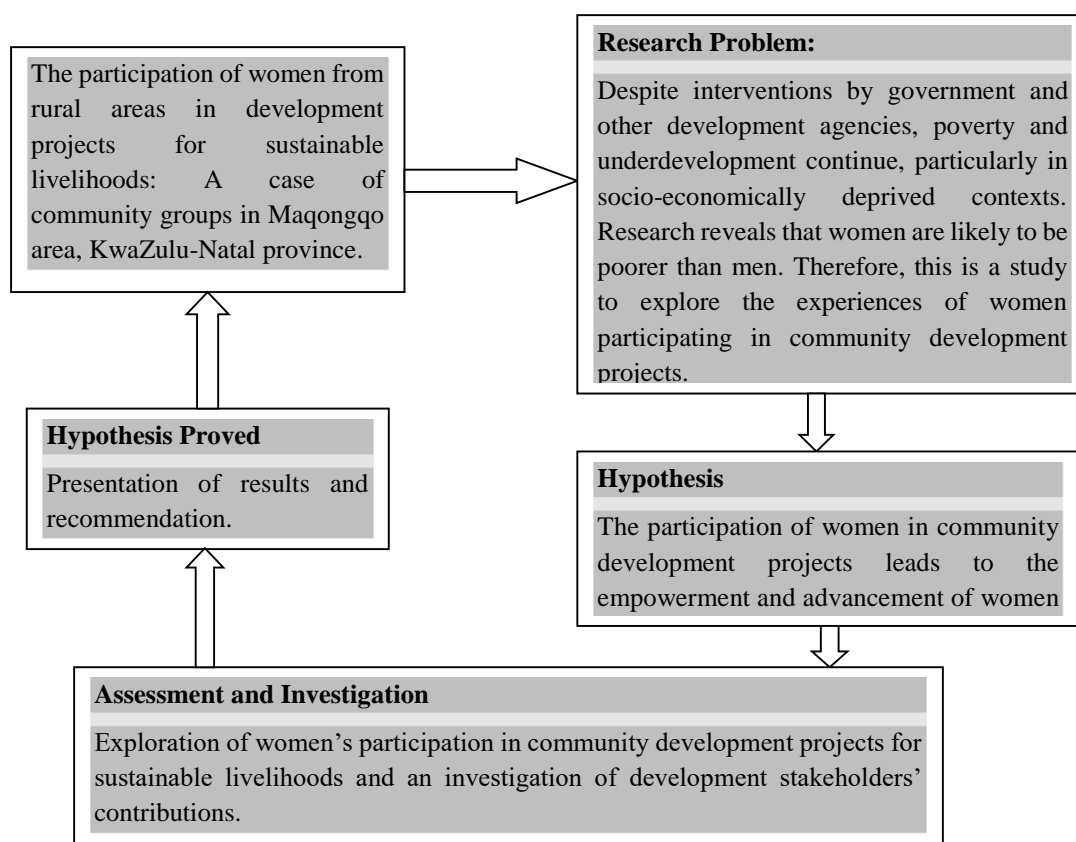 The participation of women from
rural areas in development
projects for sustainable
livelihoods: A case of
community groups in Maqongqo
area, KwaZulu-Natal province.
Research Problem:
Despite interventions by government and
other development agencies, poverty and
underdevelopment continue, particularly in
socio-economically deprived contexts.
Research reveals that women are likely to be
poorer than men. Therefore, this is a study
to explore the experiences of women
participating in community development
projects.
Hypothesis
The participation of women in community
development projects leads to the
empowerment and advancement of women
Assessment and Investigation
Exploration of women’s participation in community development projects for
sustainable livelihoods and an investigation of development stakeholders’
contributions.
Hypothesis Proved
Presentation of results and
recommendation.